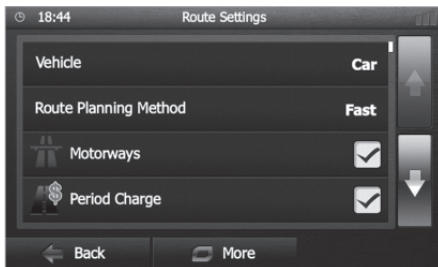 18:44 Route Settings
Vehicle Car
Route Planning Method Fast
Motorways
$ Period Charge
Back More